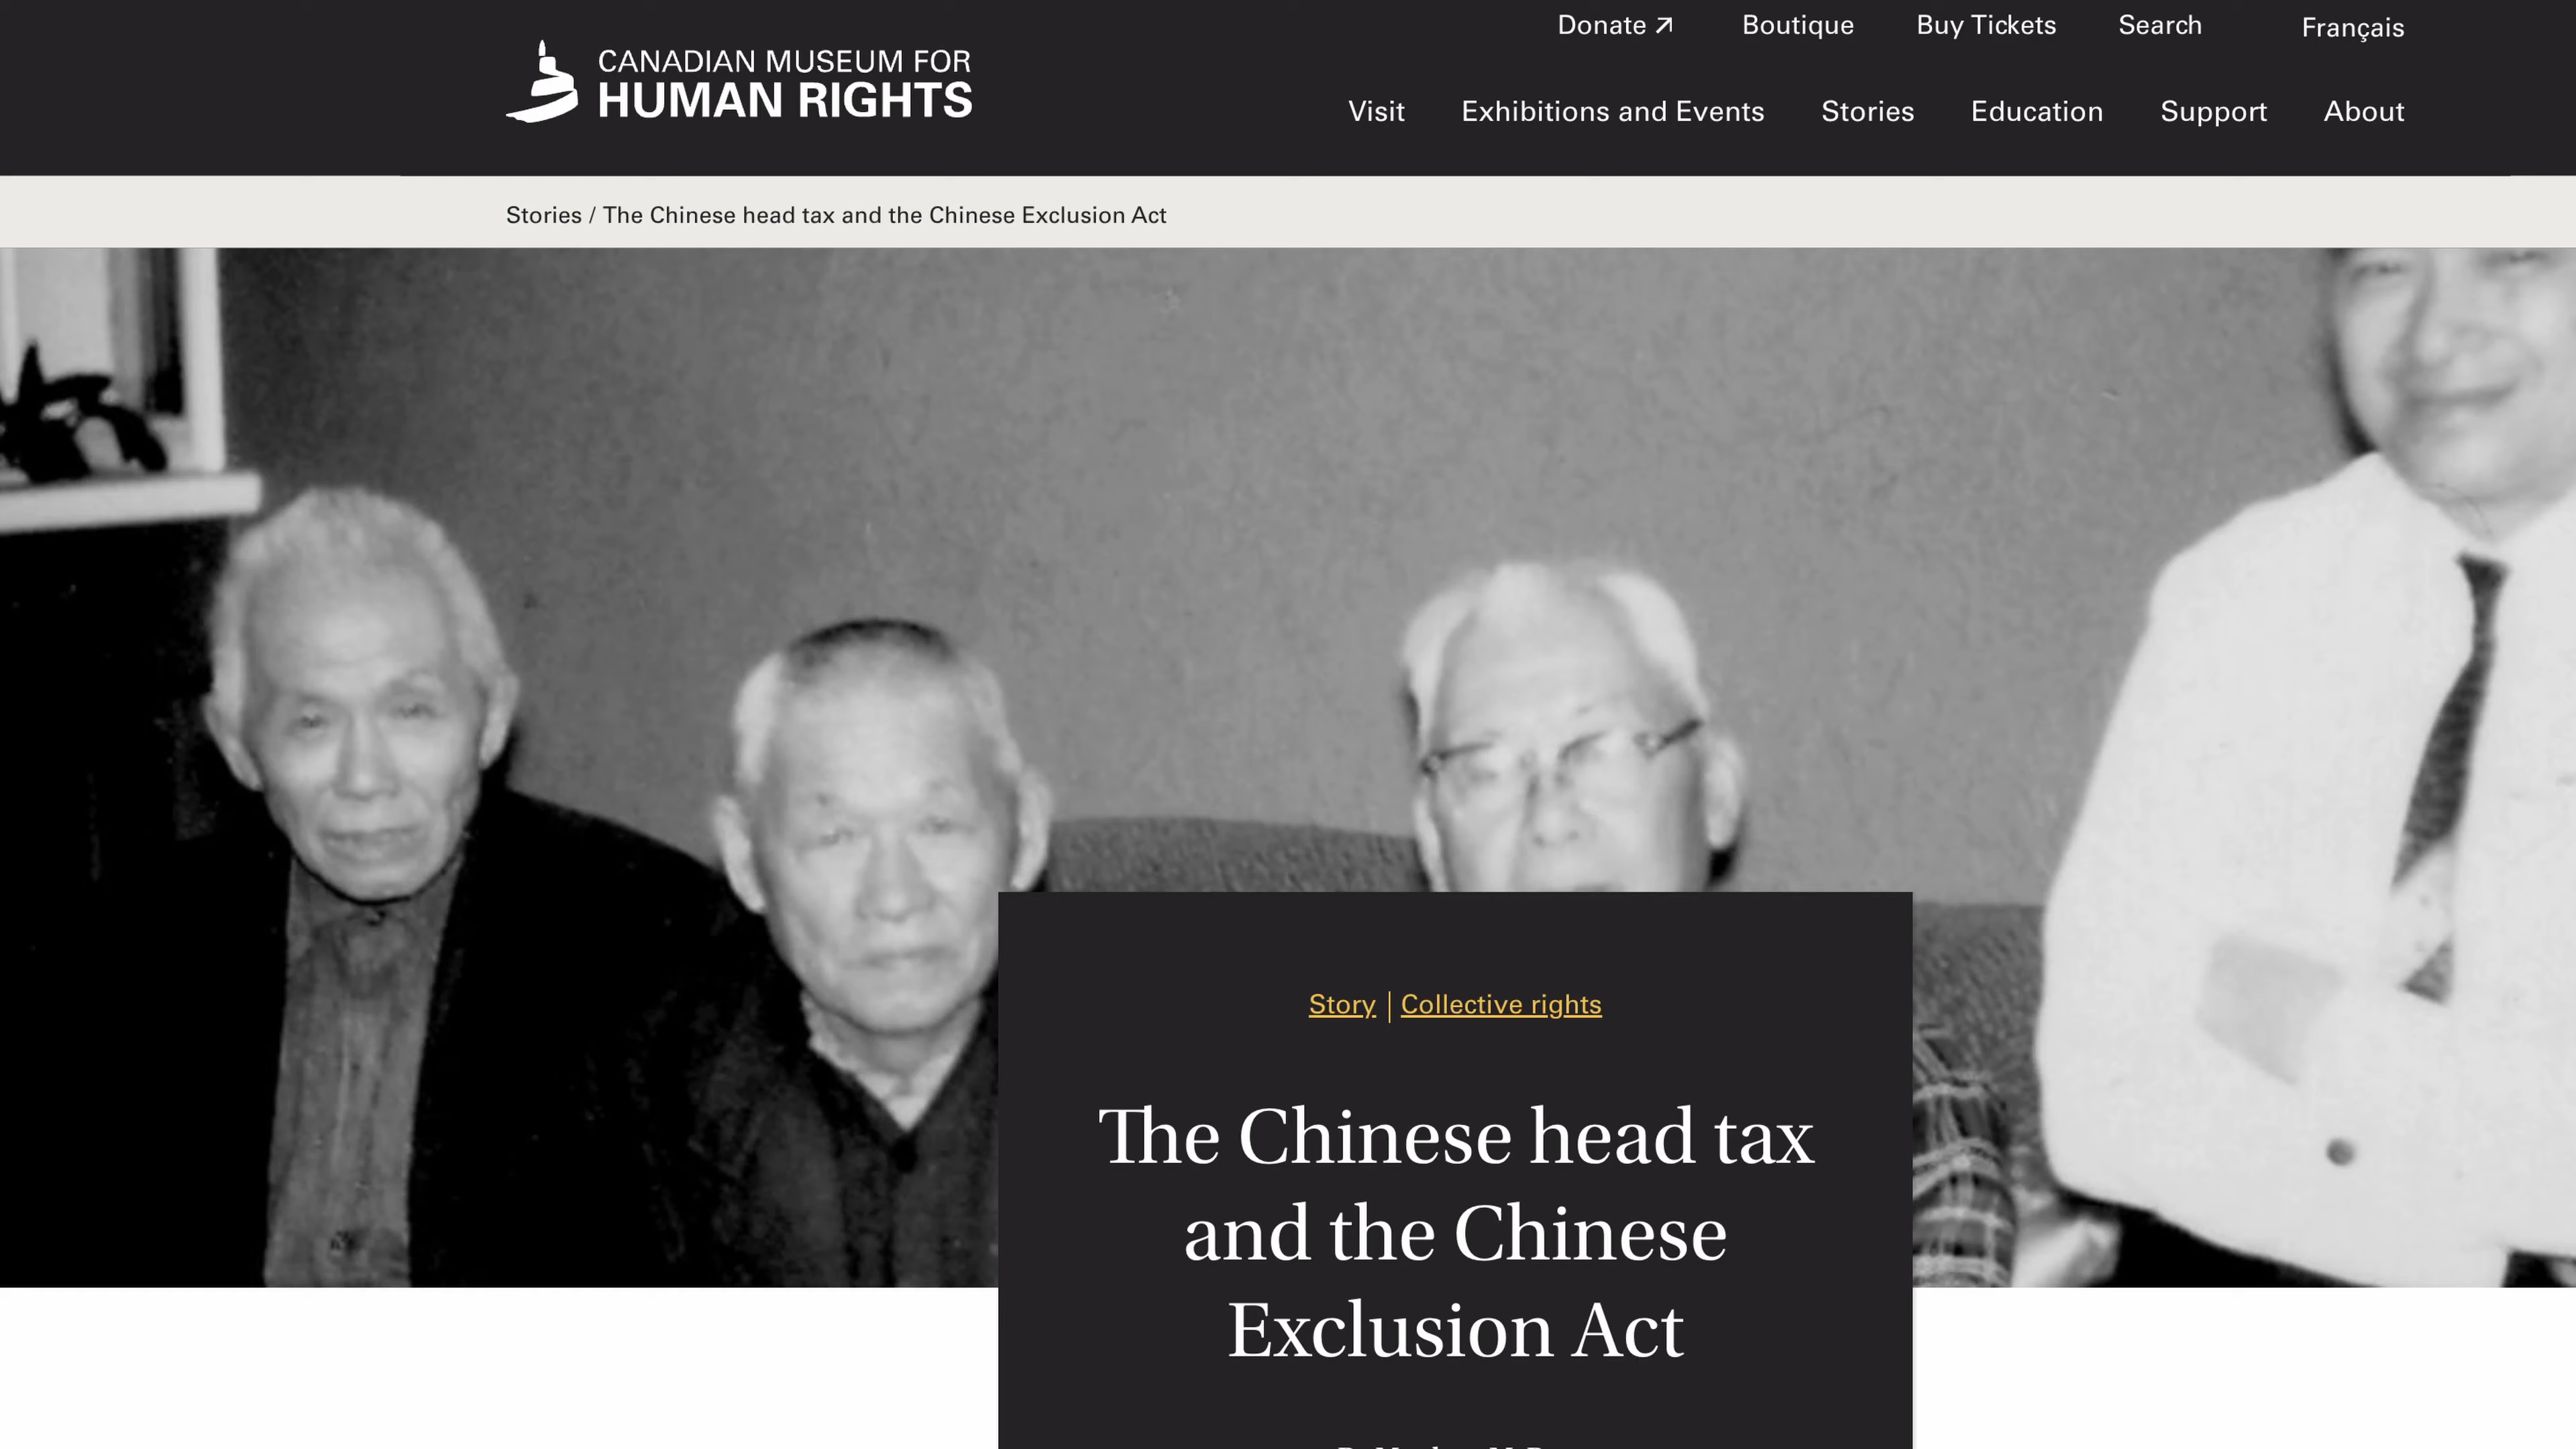 Donate Boutique Buy Tickets Search Français
CANADIAN MUSEUM FOR
HUMAN RIGHTS
Visit Exhibitions and Events Stories Education Support About
Stories / The Chinese head tax and the Chinese Exclusion Act
Story | Collective rights
The Chinese head tax
and the Chinese
Exclusion Act